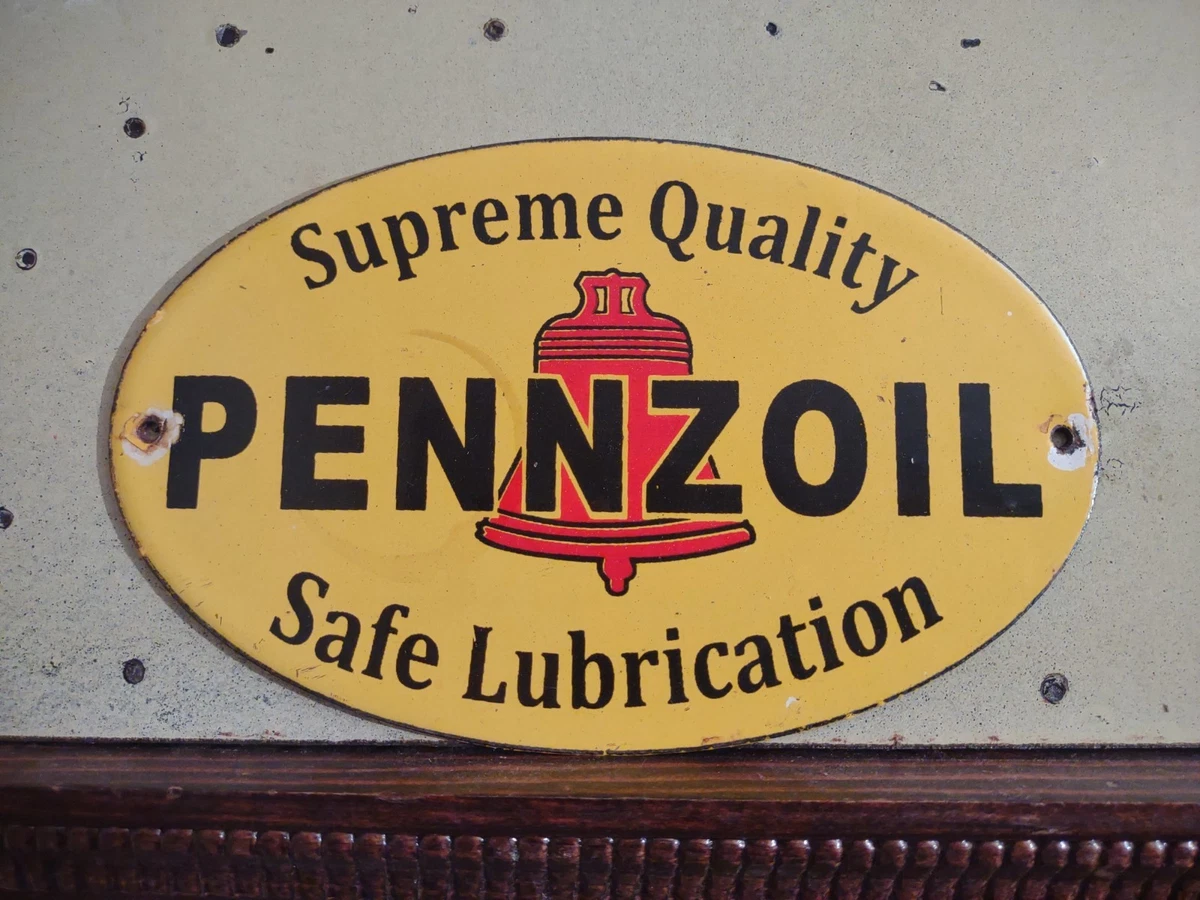 Supreme Quality
PENNZOIL
Safe Lubrication